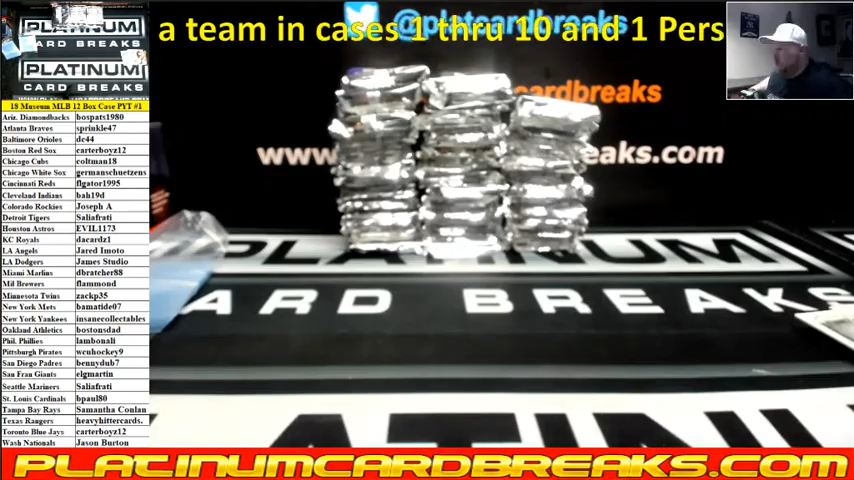 PLATINUM
CARD BREAKS
PLATINUM
CARD BREAKS
a team in cases 1 thru 10 and 1 Pers
@platcardbreaks
cardbreaks
www.
eaks.com
18 Museum MLB 12 Box Case PYT #1
Ariz. Diamondbacks bospats1980
Atlanta Braves sprinkle47
Baltimore Orioles dc44
Boston Red Sox carterboyz12
Chicago Cubs coltman18
Chicago White Sox germanschuetzens
Cincinnati Reds flgator1995
Cleveland Indians bah19d
Colorado Rockies Joseph A
Detroit Tigers Saliafrati
Houston Astros EVIL1173
KC Royals dacardz1
LA Angels Jared Imoto
LA Dodgers James Studio
Miami Marlins dbratcher88
Mil Brewers flammond
Minnesota Twins zackp35
New York Mets bamatide07
New York Yankees insanecollectables
Oakland Athletics bostonsdad
Phil. Phillies lambonali
Pittsburgh Pirates wcuhockey9
San Diego Padres bennydub7
San Fran Giants elgmartin
Seattle Mariners Saliafrati
St. Louis Cardinals bpaul80
Tampa Bay Rays Samantha Conlan
Texas Rangers heavyhittercards.
Toronto Blue Jays carterboyz12
Wash Nationals Jason Burton
PLATINUM
CARD BREAKS
PLATINUMCARDBREAKS.COM